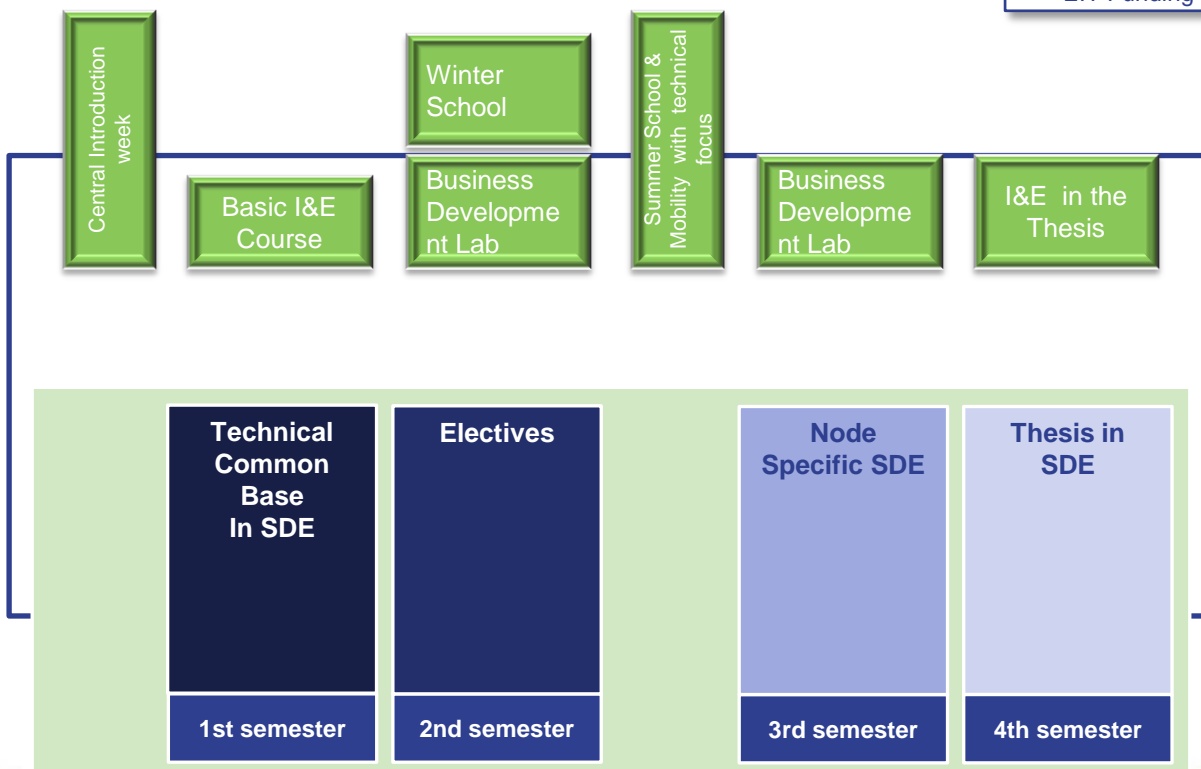 Funding
Central Introduction
week
Basic I&E
Course
Winter
School
Business
Developme
nt Lab
Summer School &
Mobility with technical
focus
Business
Developme
nt Lab
I&E in the
Thesis
Technical
Common
Base
In SDE
Electives
Node
Specific SDE
Thesis in
SDE
1st semester
2nd semester
3rd semester
4th semester